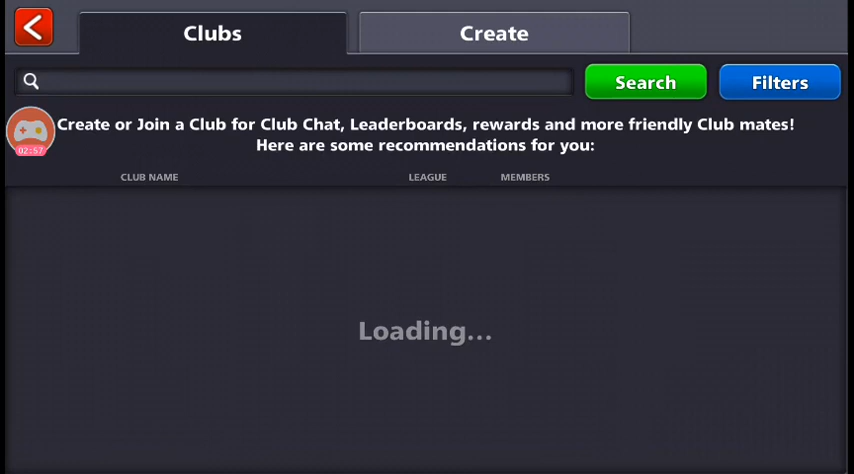 Clubs
Create
Search
Filters
Create or Join a Club for Club Chat, Leaderboards, rewards and more friendly Club mates!
Here are some recommendations for you:
02:57
CLUB NAME
LEAGUE
MEMBERS
Loading...